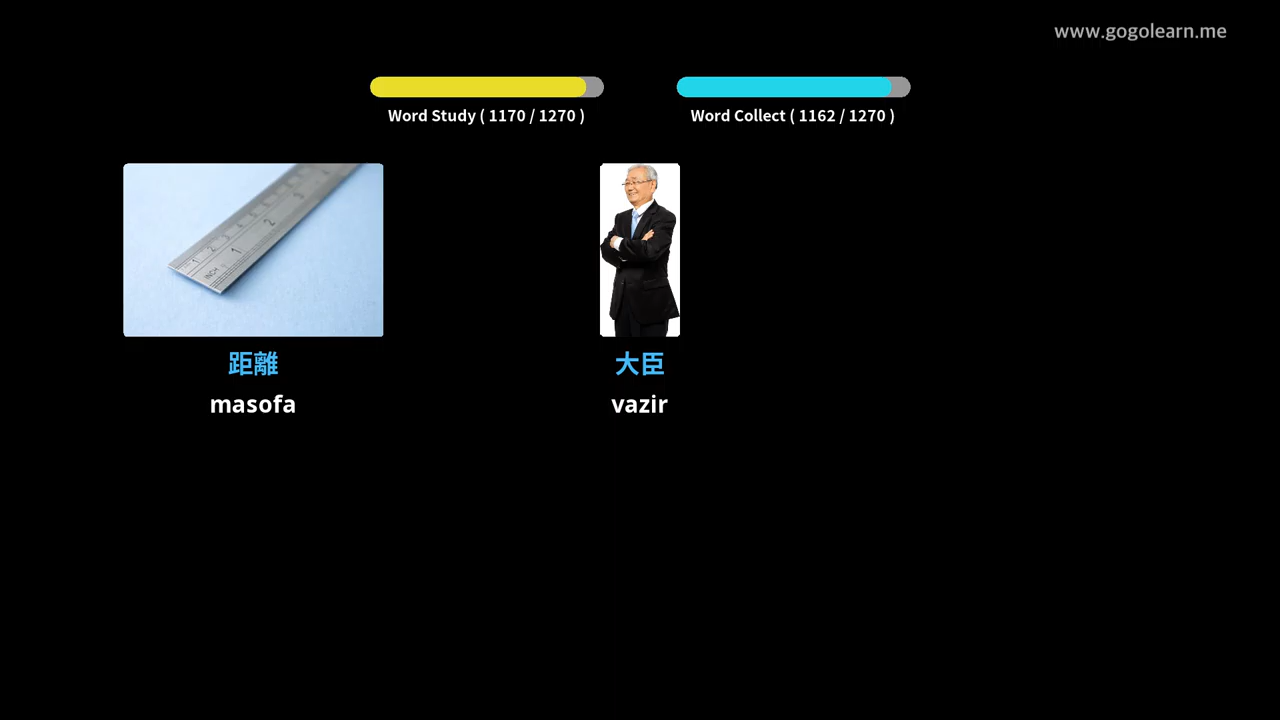 www.gogolearn.me
Word Study ( 1170 / 1270 )
Word Collect ( 1162 / 1270 )
距離
masofa
大臣
vazir